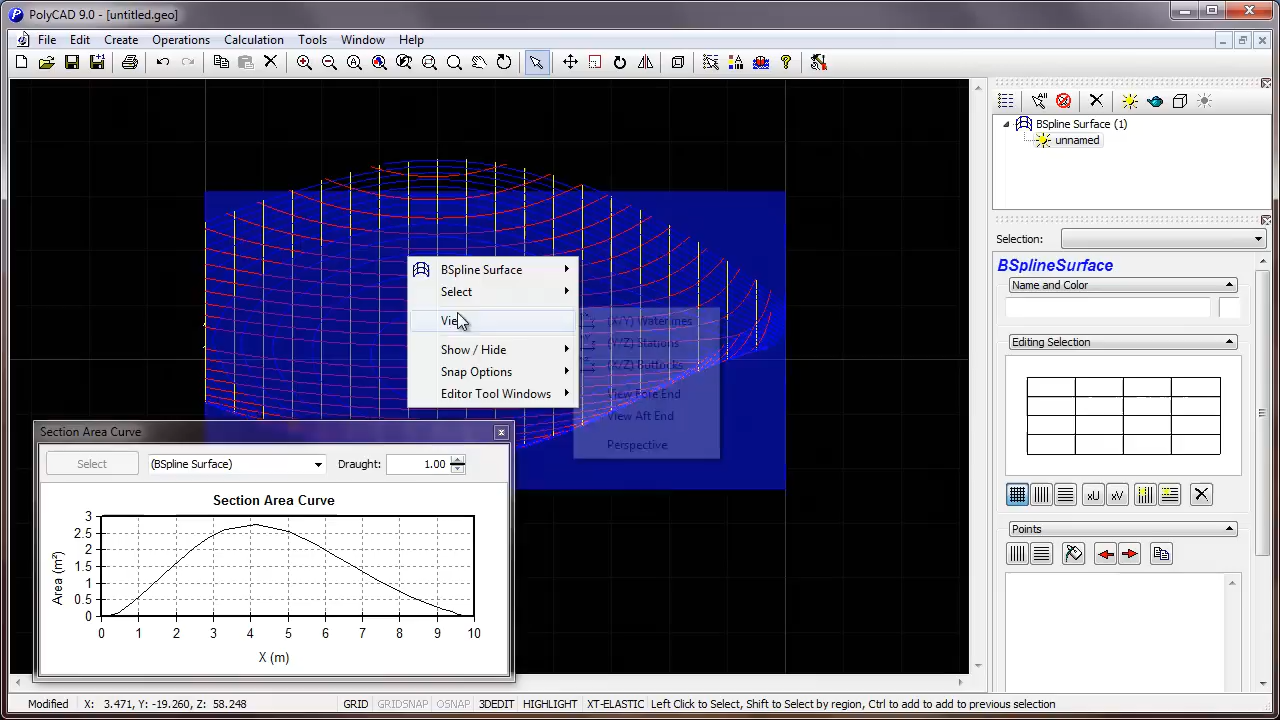 PolyCAD 9.0 - [untitled.geo]
File Edit Create Operations Calculation Tools Window Help
BSpline Surface (1)
unnamed
Selection:
BSplineSurface
Name and Color
Editing Selection
xU xV
Points
BSpline Surface
Select
View
Show / Hide
Snap Options
Editor Tool Windows
(X/Y) Waterlines
(Y/Z) Stations
(X/Z) Buttocks
View Fore End
View Aft End
Perspective
Section Area Curve
Select (BSpline Surface) Draught: 1.00
Section Area Curve
Area (m²)
3
2.5
2
1.5
1
0.5
0
0 1 2 3 4 5 6 7 8 9 10
X (m)
Modified X: 3.471, Y: -19.260, Z: 58.248 GRID GRIDSNAP OSNAP 3DEDIT HIGHLIGHT XT-ELASTIC Left Click to Select, Shift to Select by region, Ctrl to add to add to previous selection